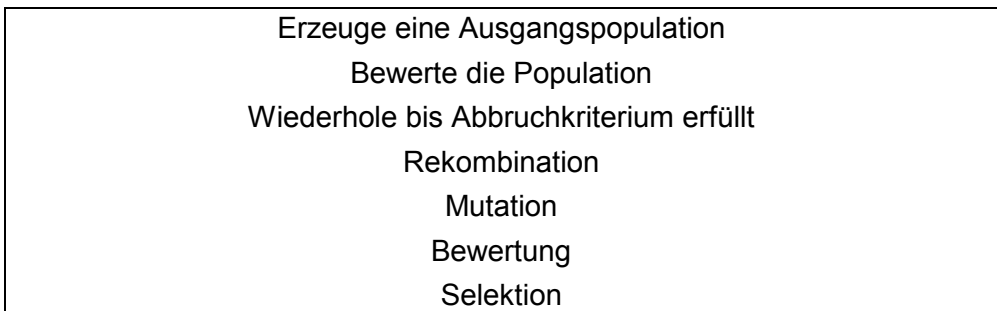 Erzeuge eine Ausgangspopulation
Bewerte die Population
Wiederhole bis Abbruchkriterium erfüllt
Rekombination
Mutation
Bewertung
Selektion